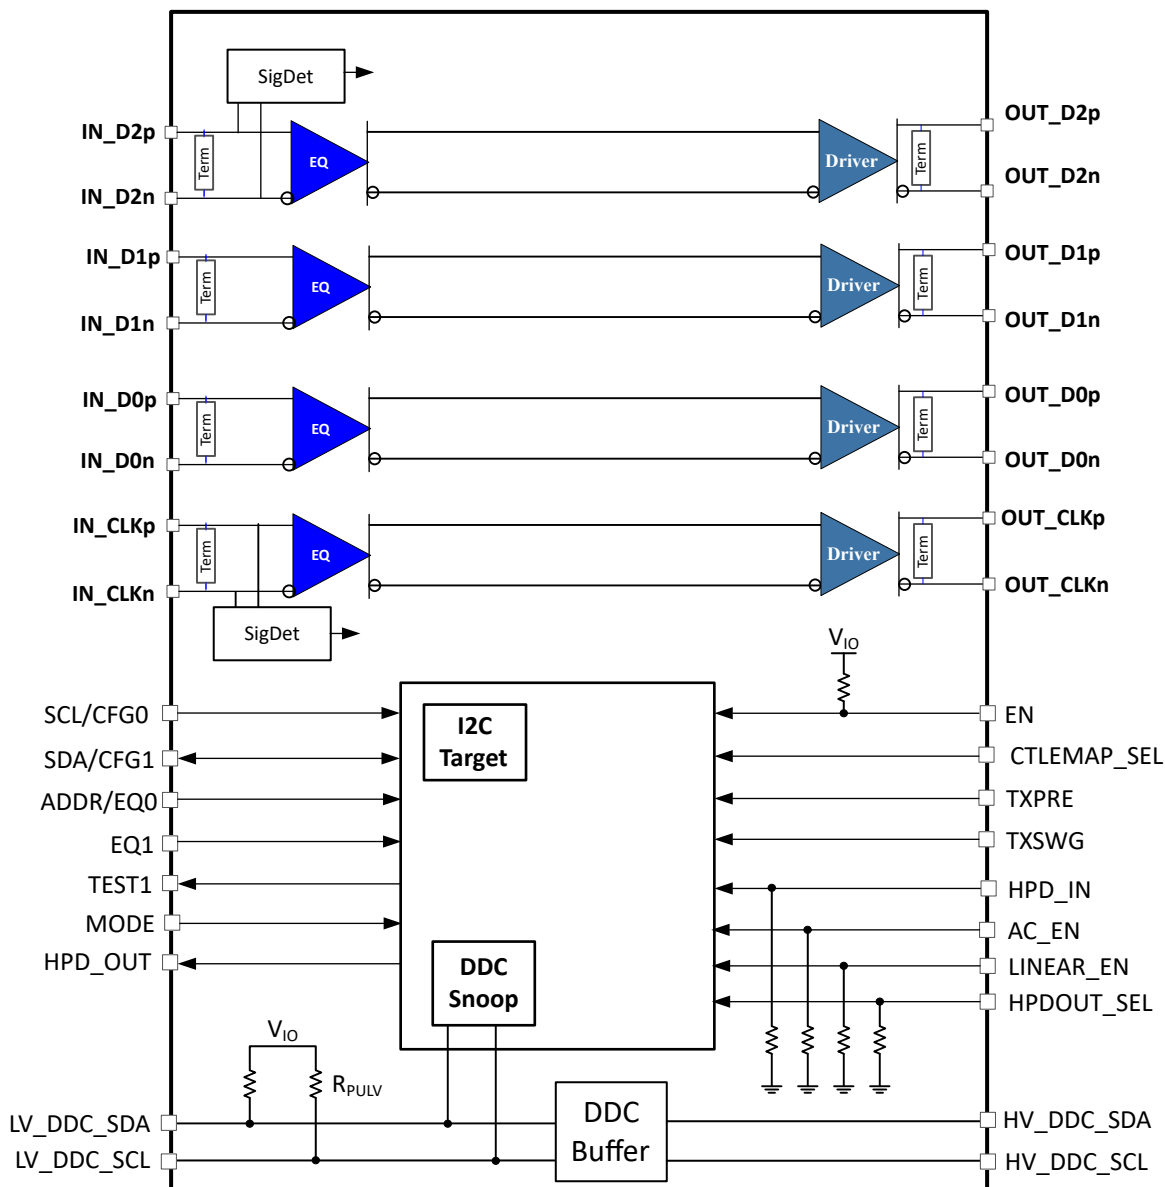 SigDet
IN_D2p
Term
IN_D2n
EQ
Driver
Term
OUT_D2p
OUT_D2n
IN_D1p
Term
IN_D1n
EQ
Driver
Term
OUT_D1p
OUT_D1n
IN_D0p
Term
IN_D0n
EQ
Driver
Term
OUT_D0p
OUT_D0n
IN_CLKp
Term
IN_CLKn
EQ
Driver
Term
OUT_CLKp
OUT_CLKn
SigDet
VIO
SCL/CFG0
SDA/CFG1
ADDR/EQ0
EQ1
TEST1
MODE
HPD_OUT
I2C
Target
DDC
Snoop
EN
CTLEMAP_SEL
TXPRE
TXSWG
HPD_IN
AC_EN
LINEAR_EN
HPDOUT_SEL
VIO
RPULV
LV_DDC_SDA
LV_DDC_SCL
DDC
Buffer
HV_DDC_SDA
HV_DDC_SCL